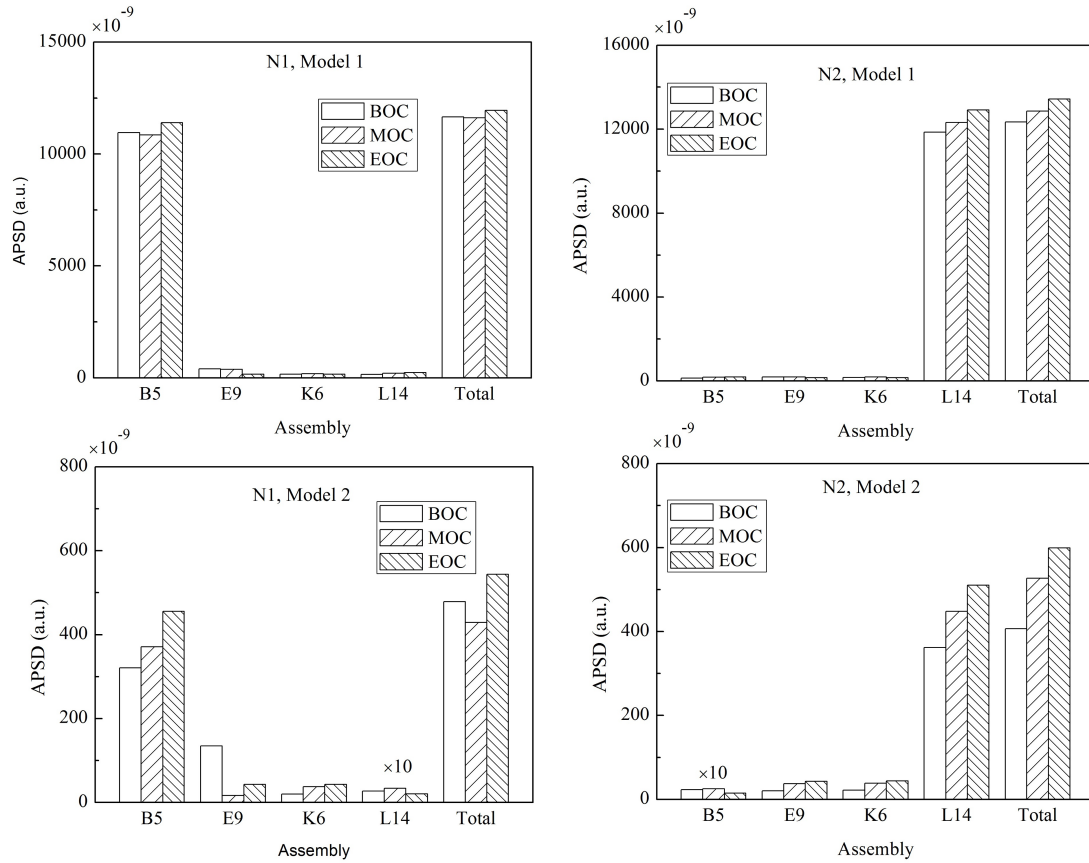 ×10⁻⁹
15000
N1, Model 1
BOC
MOC
EOC
10000
APSD (a.u.)
5000
0
B5 E9 K6 L14 Total
Assembly
×10⁻⁹
16000
N2, Model 1
BOC
MOC
EOC
12000
APSD (a.u.)
8000
4000
0
B5 E9 K6 L14 Total
Assembly
×10⁻⁹
800
N1, Model 2
BOC
MOC
EOC
600
APSD (a.u.)
400
200
×10
0
B5 E9 K6 L14 Total
Assembly
×10⁻⁹
800
N2, Model 2
BOC
MOC
EOC
600
APSD (a.u.)
400
200
×10
0
B5 E9 K6 L14 Total
Assembly